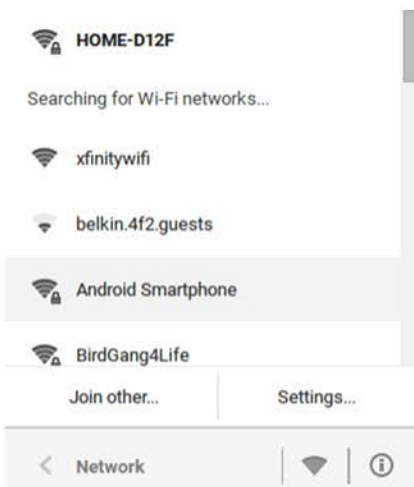 HOME-D12F
Searching for Wi-Fi networks...
xfinitywifi
belkin.4f2.guests
Android Smartphone
BirdGang4Life
Join other...
Settings...
Network